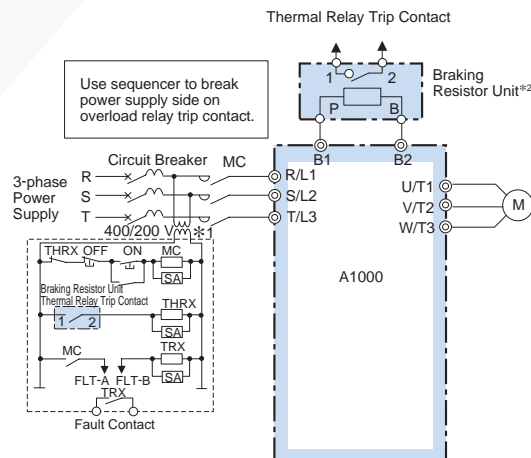 Thermal Relay Trip Contact
1 2
Braking
Resistor Unit*2
P B
Use sequencer to break
power supply side on
overload relay trip contact.
B1 B2
3-phase
Power
Supply
Circuit Breaker MC
R R/L1
S S/L2
T T/L3
400/200 V *1
U/T1
V/T2
W/T3
M
A1000
THRX OFF ON MC
SA
Braking Resistor Unit
Thermal Relay Trip Contact
1 2
THRX
SA
MC
TRX
FLT-A FLT-B
SA
TRX
Fault Contact